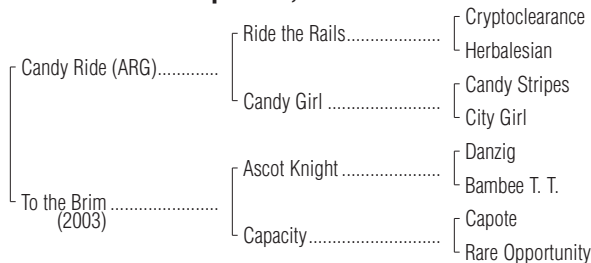 Cryptoclearance
Ride the Rails....................
Herbalesian
Candy Ride (ARG).............
Candy Stripes
Candy Girl ........................
City Girl
Danzig
Ascot Knight .....................
Bambee T. T.
To the Brim .......................
(2003)
Capote
Capacity............................
Rare Opportunity